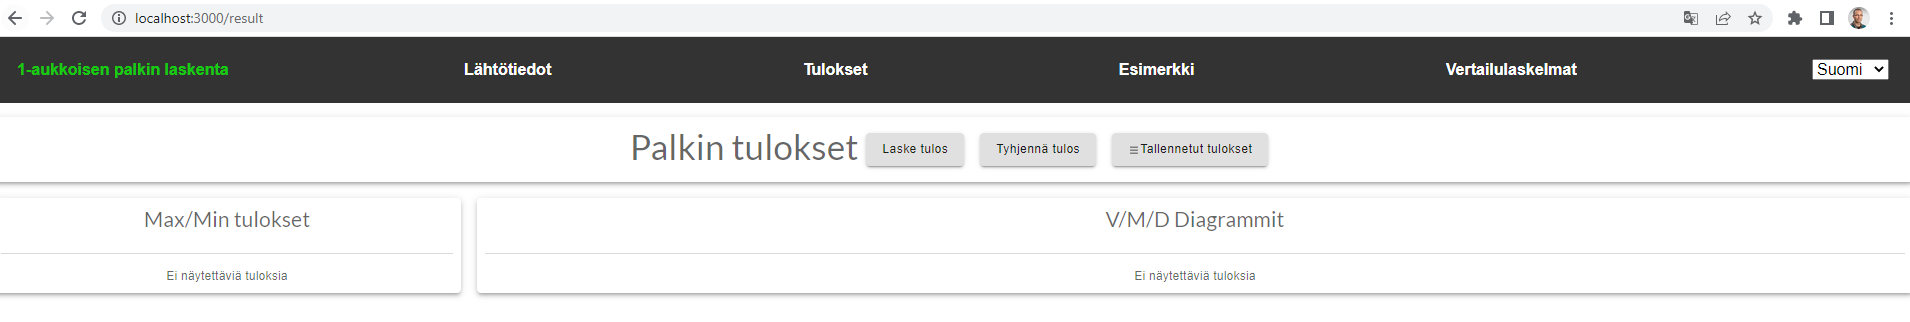 localhost:3000/result
1-aukkoisen palkin laskenta Lähtötiedot Tulokset Esimerkki Vertailulaskelmat Suomi
Palkin tulokset Laske tulos Tyhjennä tulos Tallennetut tulokset
Max/Min tulokset
Ei näytettäviä tuloksia
V/M/D Diagrammit
Ei näytettäviä tuloksia